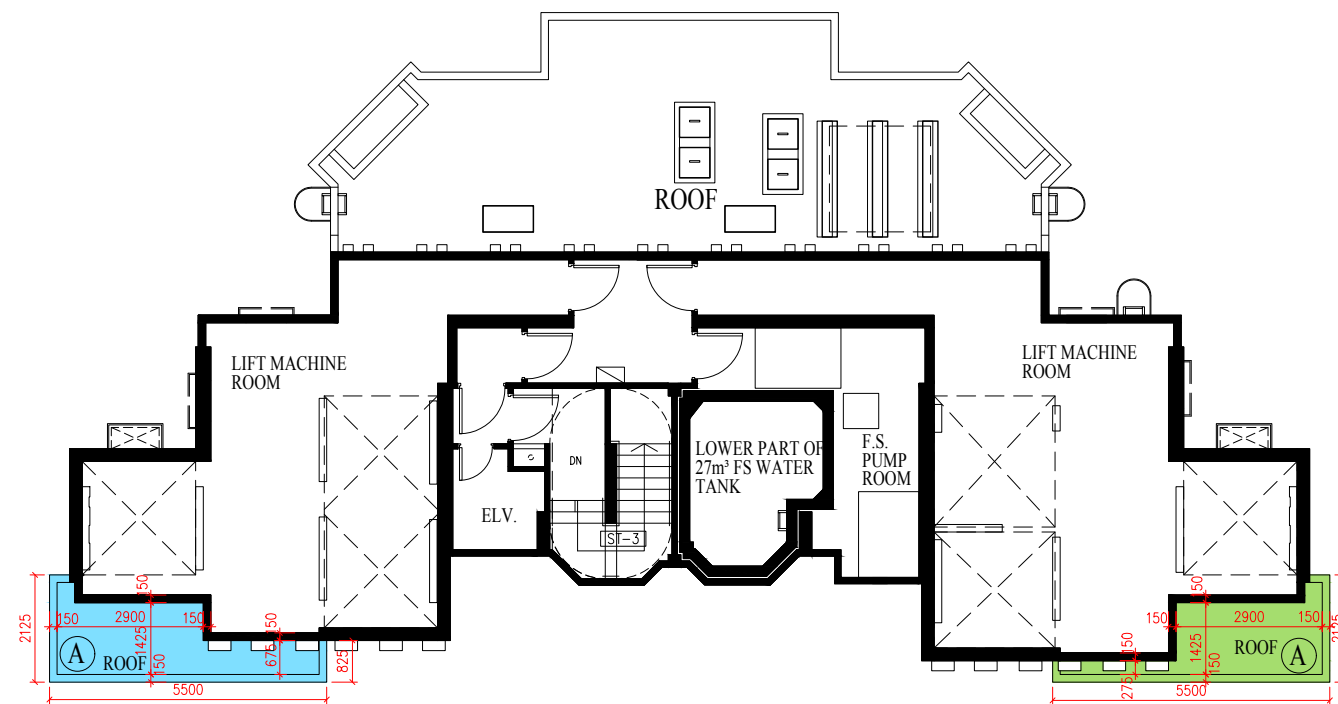 ROOF
LIFT MACHINE
ROOM
LIFT MACHINE
ROOM
LOWER PART OF
27m³ FS WATER
TANK
F.S.
PUMP
ROOM
DN
ELV.
ST-3
2125
150
150
2900
150
1425
150
150
675
825
A
ROOF
5500
150
150
2900
150
2125
150
1425
150
275
ROOF
A
5500